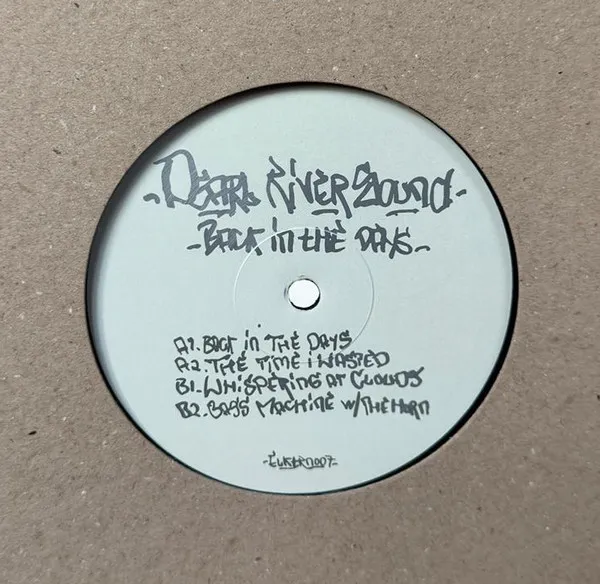 -PEARL RIVER SOUND-
-BACK iN THE DAYS-
A1. BACK iN THE DAYS
A2. THE TiME i WASTED
B1. WHiSPERiNG AT CLOUDS
B2. BASS MACHiNE W/THE HORN